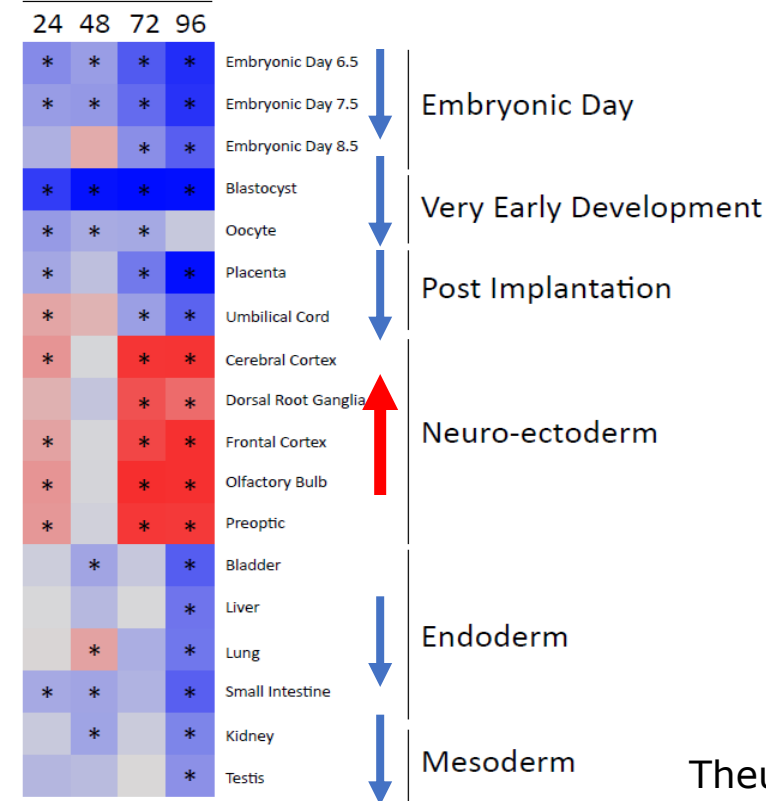 24 48 72 96
* * * * Embryonic Day 6.5
* * * * Embryonic Day 7.5
* * Embryonic Day 8.5
Embryonic Day
* * * * Blastocyst
* * * Oocyte
Very Early Development
* * * Placenta
* * * Umbilical Cord
Post Implantation
* * * Cerebral Cortex
* * Dorsal Root Ganglia
* * * Frontal Cortex
* * * Olfactory Bulb
* * * Preoptic
Neuro-ectoderm
* * Bladder
* Liver
* * Lung
* * * Small Intestine
Endoderm
* * Kidney
* Testis
Mesoderm